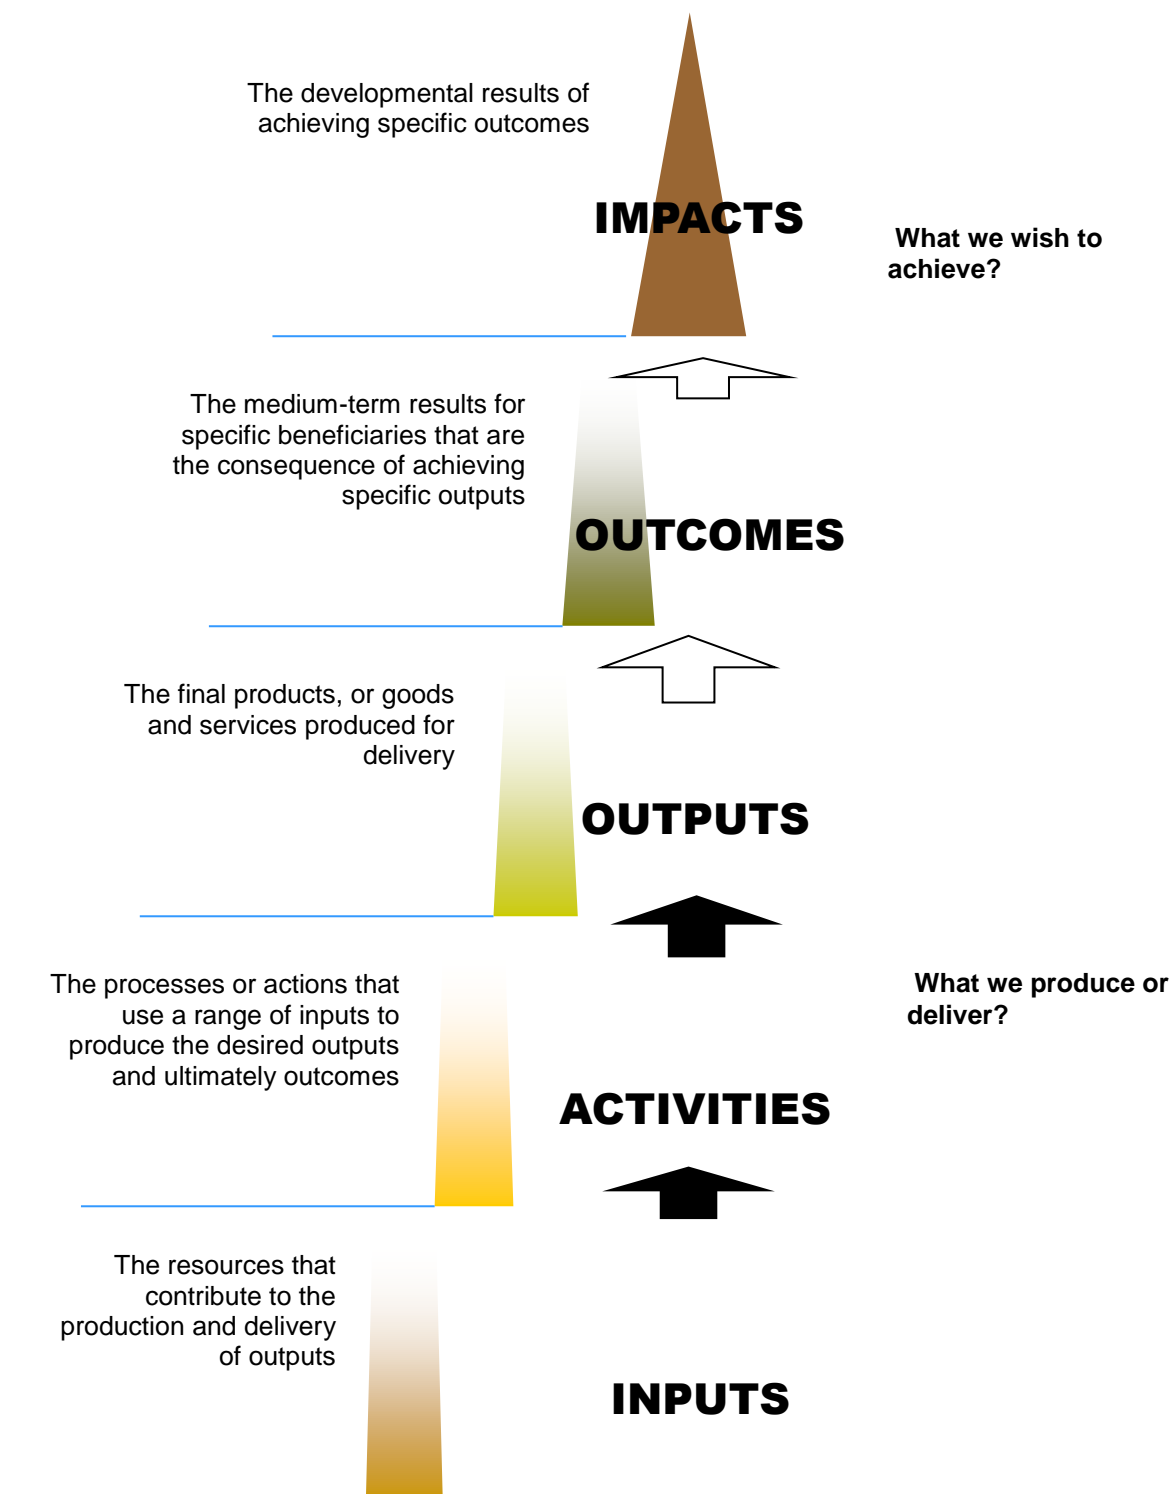 The developmental results of
achieving specific outcomes
IMPACTS
What we wish to
achieve?
The medium-term results for
specific beneficiaries that are
the consequence of achieving
specific outputs
OUTCOMES
The final products, or goods
and services produced for
delivery
OUTPUTS
The processes or actions that
use a range of inputs to
produce the desired outputs
and ultimately outcomes
What we produce or
deliver?
ACTIVITIES
The resources that
contribute to the
production and delivery
of outputs
INPUTS